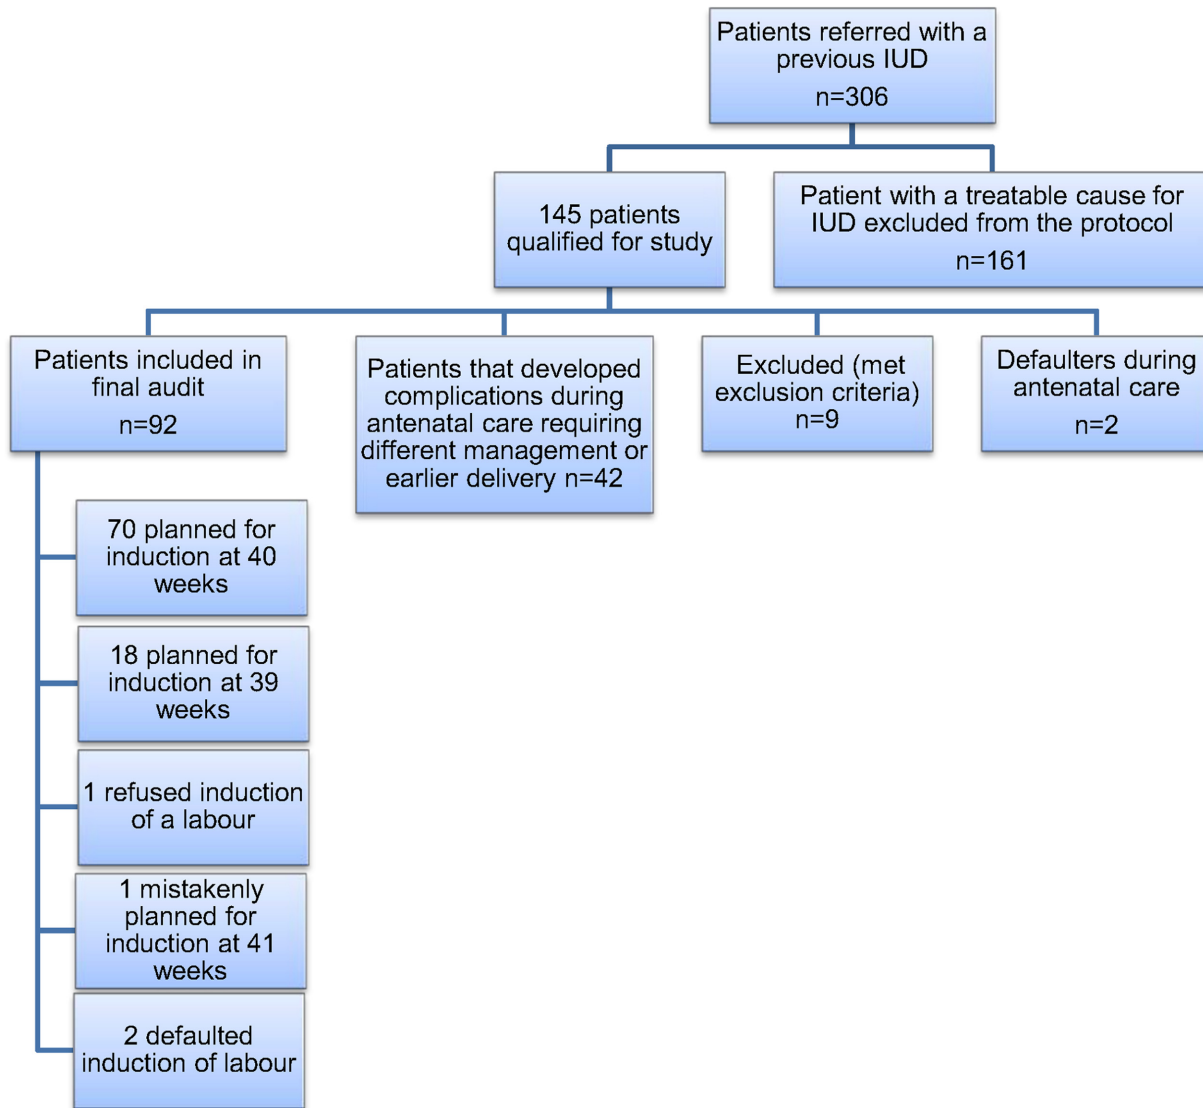 Patients referred with a
previous IUD
n=306
145 patients
qualified for study
Patient with a treatable cause for
IUD excluded from the protocol
n=161
Patients included in
final audit
n=92
Patients that developed
complications during
antenatal care requiring
different management or
earlier delivery n=42
Excluded (met
exclusion criteria)
n=9
Defaulters during
antenatal care
n=2
70 planned for
induction at 40
weeks
18 planned for
induction at 39
weeks
1 refused induction
of a labour
1 mistakenly
planned for
induction at 41
weeks
2 defaulted
induction of labour